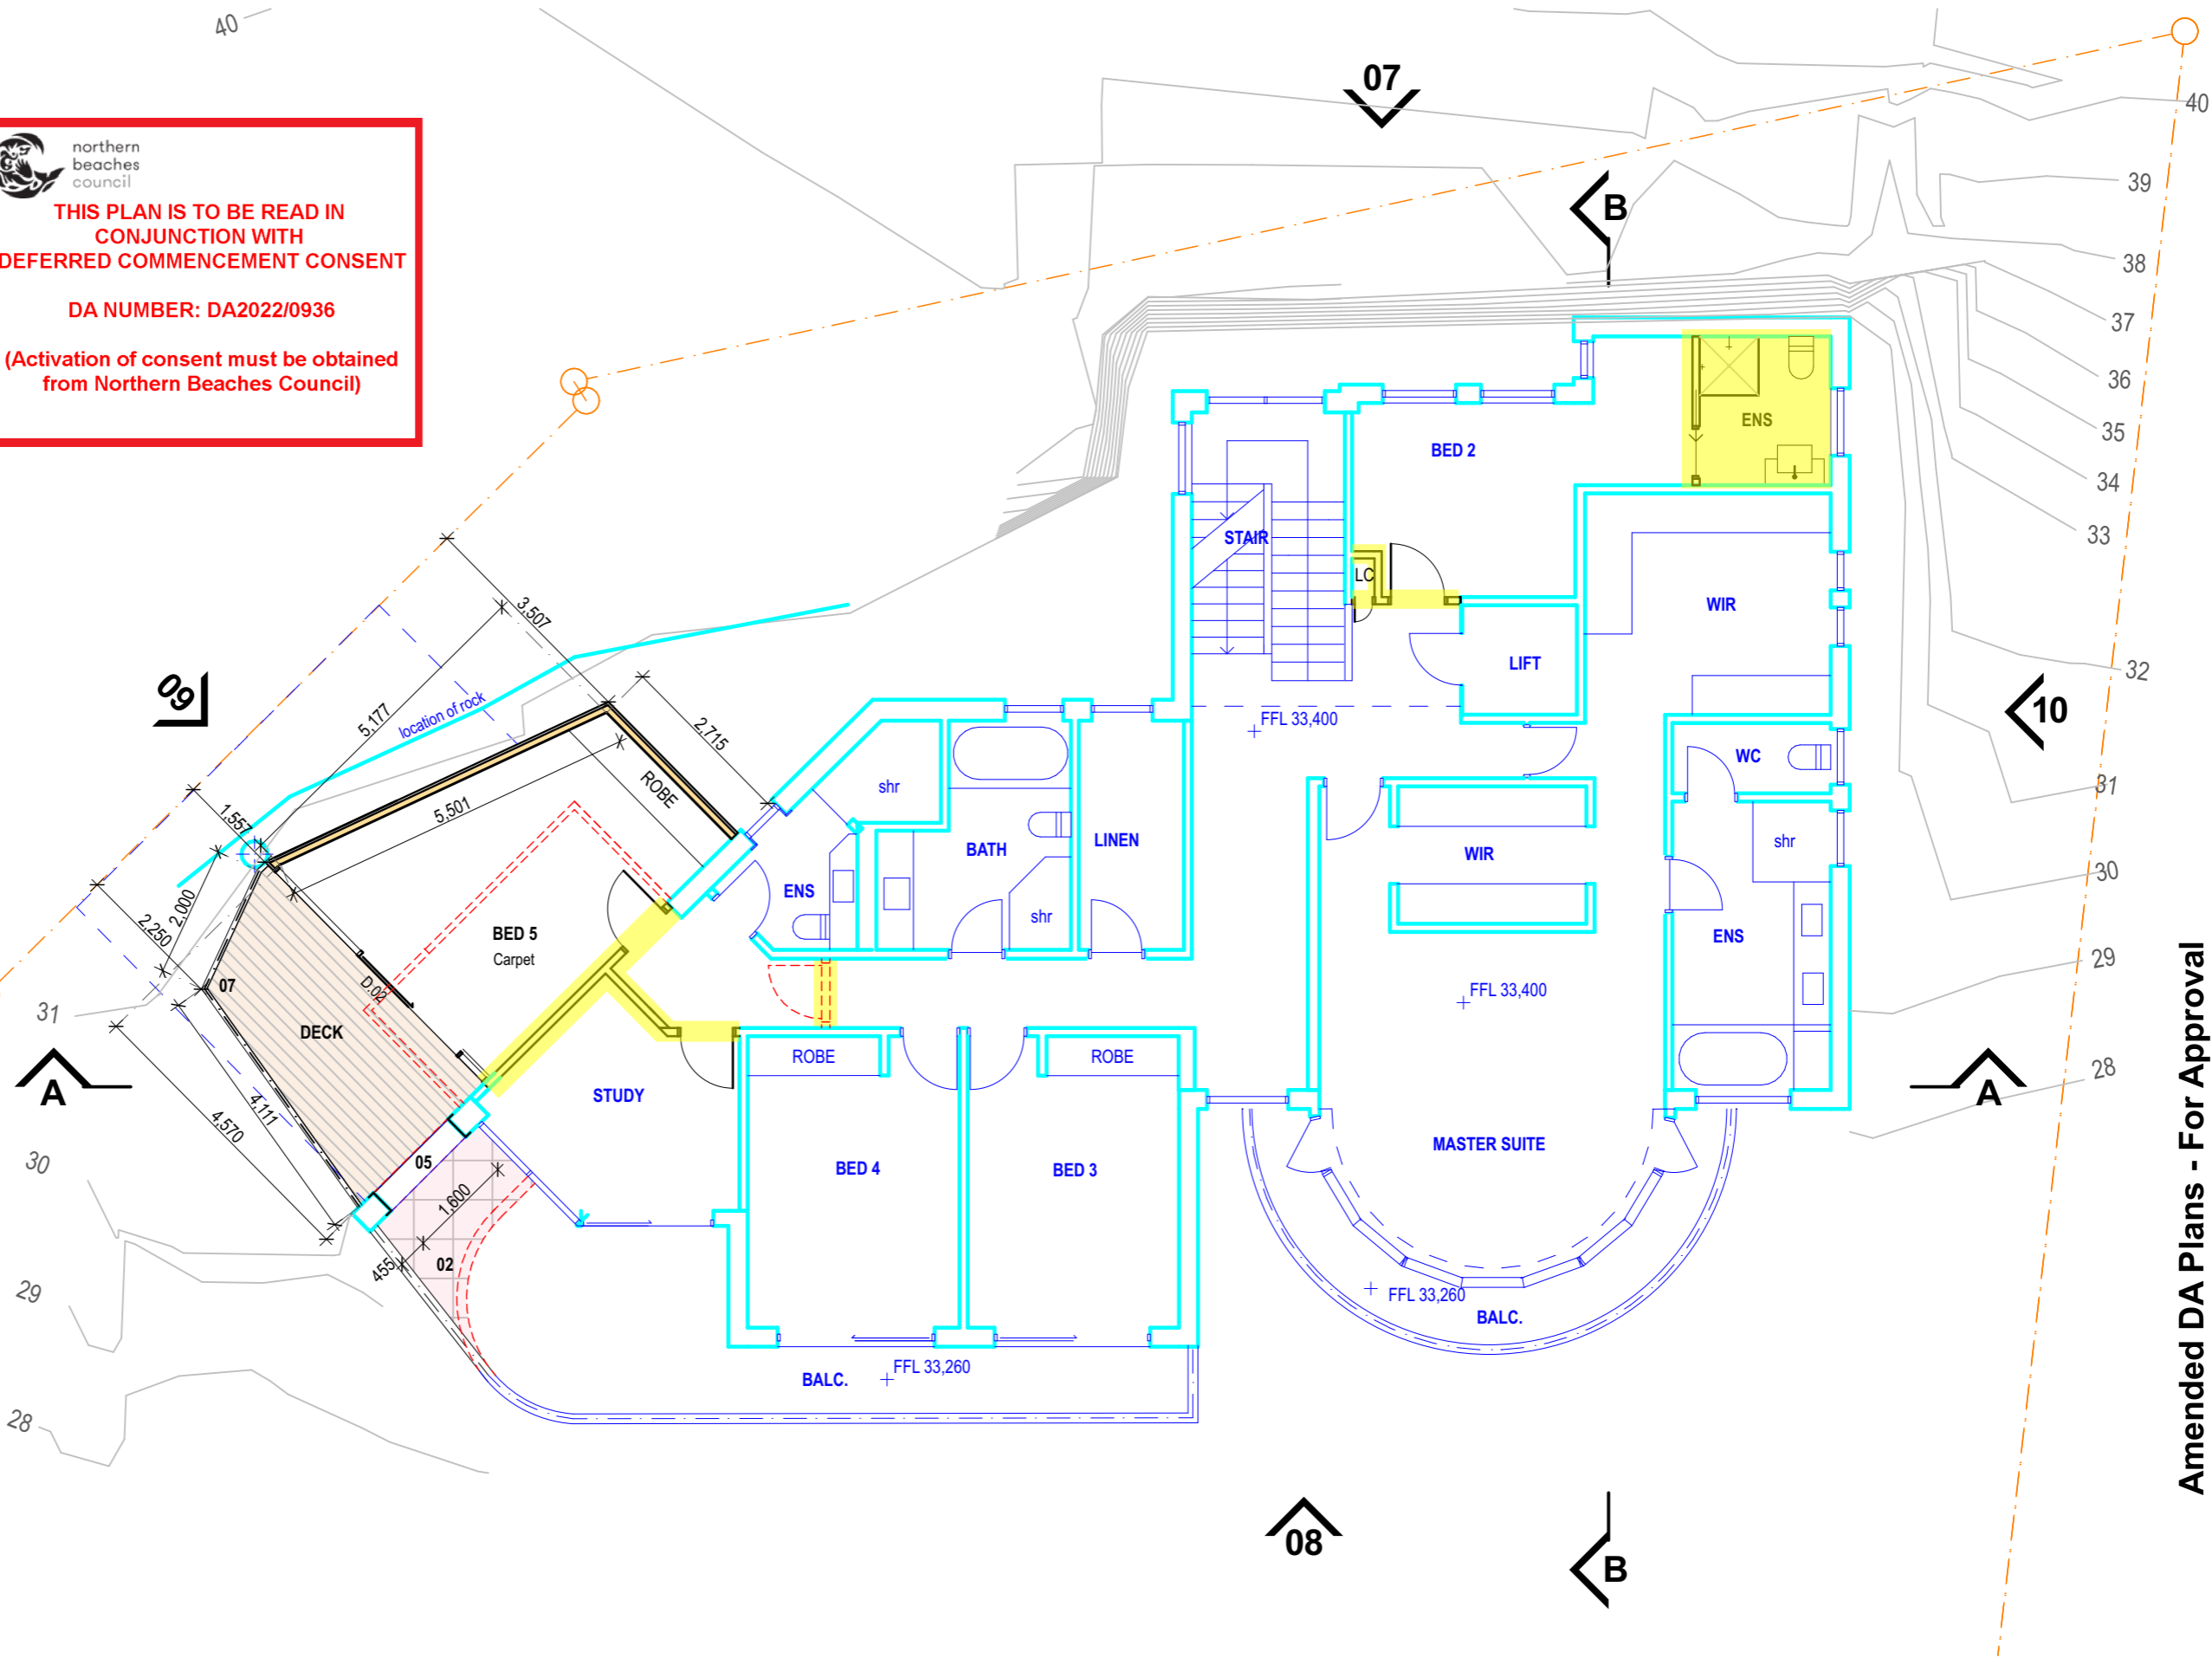 40
07
40
northern
beaches
council
THIS PLAN IS TO BE READ IN
CONJUNCTION WITH
DEFERRED COMMENCEMENT CONSENT
DA NUMBER: DA2022/0936
(Activation of consent must be obtained
from Northern Beaches Council)
B
39
38
37
36
35
34
33
32
31
30
29
28
ENS
BED 2
STAIR
LC
WIR
LIFT
FFL 33,400
10
09
3,507
5,177
location of rock
2,715
ROBE
5,501
1,557
2,000
2,250
shr
BATH
LINEN
ENS
shr
WC
shr
WIR
ENS
BED 5
Carpet
D.02
07
DECK
31
A
4,570
4,111
STUDY
ROBE
ROBE
FFL 33,400
A
30
05
1,600
455
02
BED 4
BED 3
MASTER SUITE
29
FFL 33,260
BALC.
BALC.
FFL 33,260
28
08
B
Amended DA Plans - For Approval